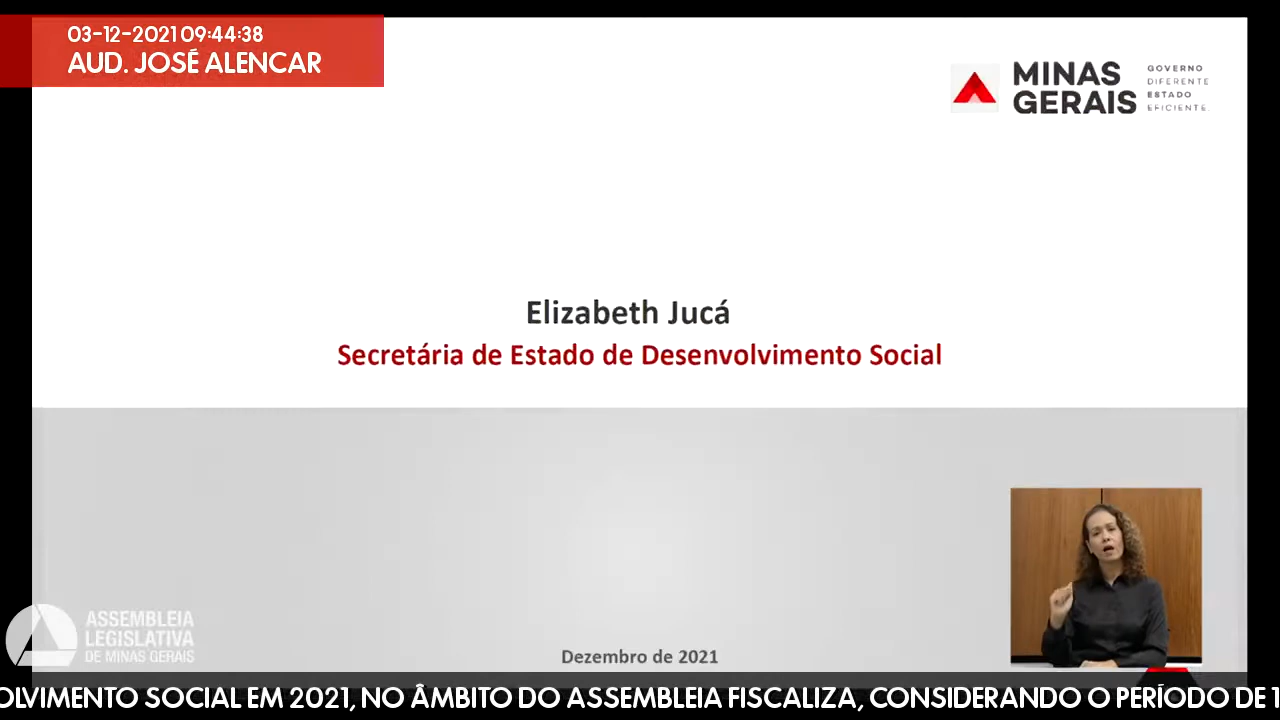 03-12-2021 09:44:38
AUD. JOSÉ ALENCAR
MINAS
GERAIS
GOVERNO
DIFERENTE
ESTADO
EFICIENTE.
Elizabeth Jucá
Secretária de Estado de Desenvolvimento Social
ASSEMBLEIA
LEGISLATIVA
DE MINAS GERAIS
Dezembro de 2021
OLVIMENTO SOCIAL EM 2021, NO ÂMBITO DO ASSEMBLEIA FISCALIZA, CONSIDERANDO O PERÍODO DE 1